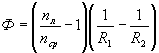 Ф = (n_л/n_ср − 1)(1/R₁ − 1/R₂)